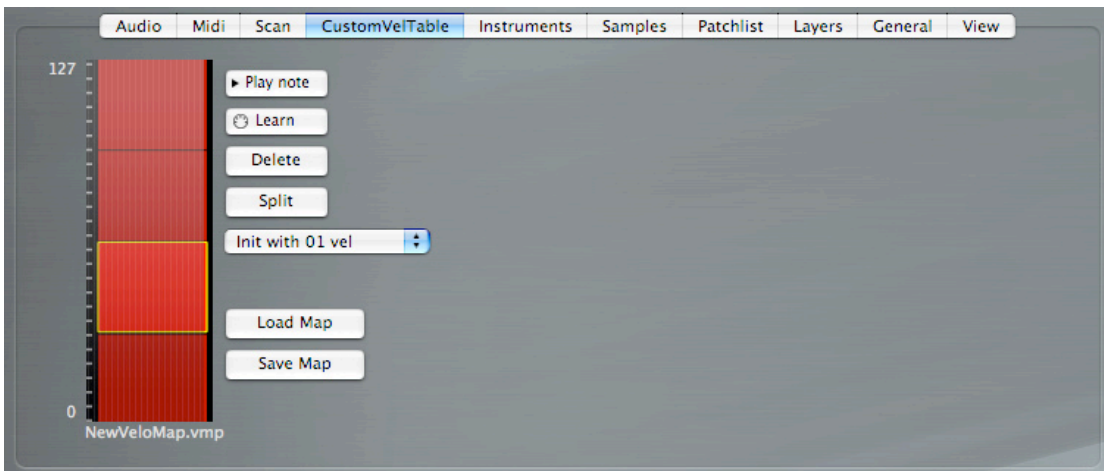 Audio Midi Scan CustomVelTable Instruments Samples Patchlist Layers General View
127
Play note
Learn
Delete
Split
Init with 01 vel
Load Map
Save Map
0
NewVeloMap.vmp